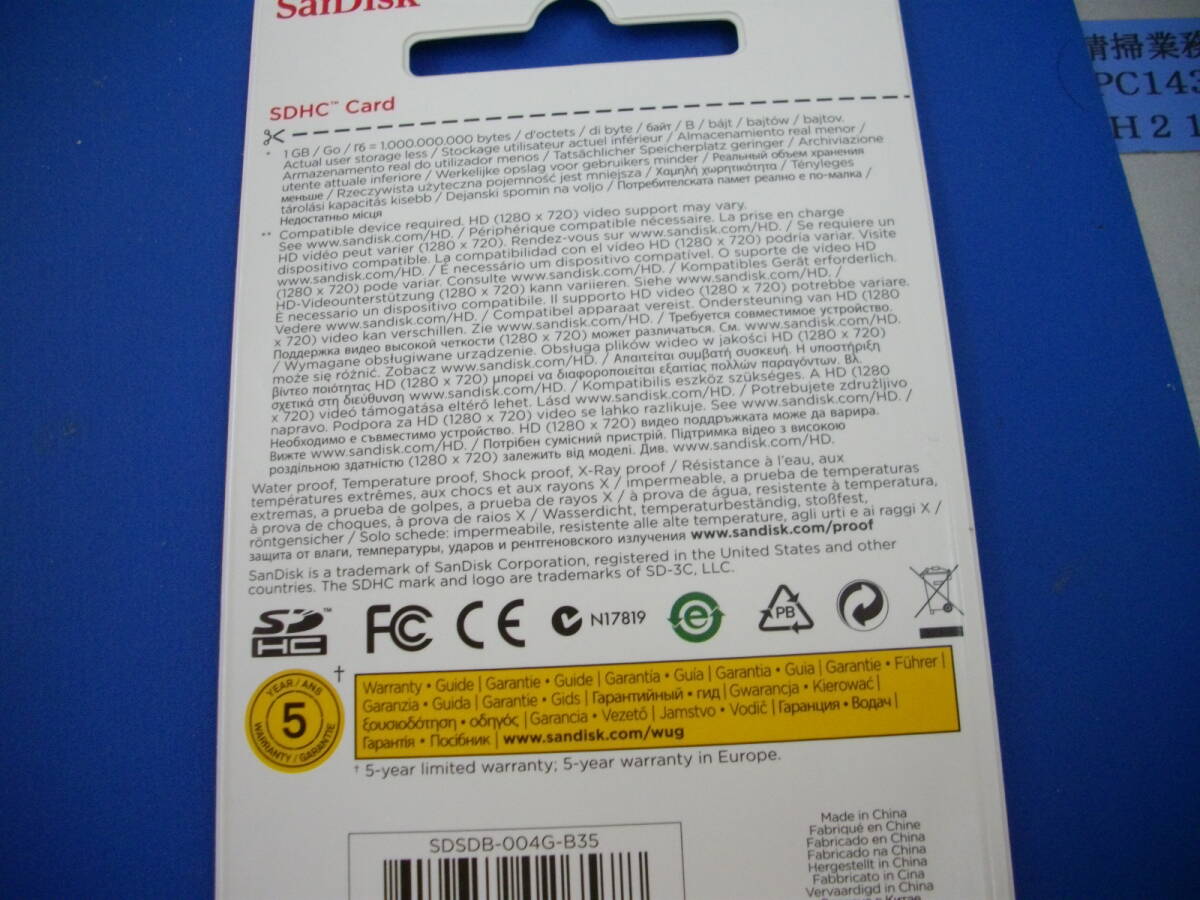 SanDisk
SDHC™ Card
* 1 GB / Go / Гб = 1.000.000.000 bytes / d'octets / di byte / байт / B / bájt / bajtów / bajtov.
Actual user storage less / Stockage utilisateur actuel inférieur / Almacenamiento real menor /
Armazenamento real do utilizador menos / Tatsächlicher Speicherplatz geringer / Archiviazione
utente attuale inferiore / Werkelijke opslag voor gebruikers minder / Реальный объем хранения
меньше / Rzeczywista użyteczna pojemność jest mniejsza / Χαμηλή χωρητικότητα / Tényleges
tárolási kapacitás kisebb / Dejanski spomin na voljo / Потребителската памет реално е по-малка /
Недостатньо місця
** Compatible device required. HD (1280 x 720) video support may vary.
See www.sandisk.com/HD. / Périphérique compatible nécessaire. La prise en charge
HD vidéo peut varier (1280 x 720). Rendez-vous sur www.sandisk.com/HD. / Se requiere un
dispositivo compatible. La compatibilidad con el vídeo HD (1280 x 720) podría variar. Visite
www.sandisk.com/HD. / É necessário um dispositivo compatível. O suporte de vídeo HD
(1280 x 720) pode variar. Consulte www.sandisk.com/HD. / Kompatibles Gerät erforderlich.
HD-Videounterstützung (1280 x 720) kann variieren. Siehe www.sandisk.com/HD. /
È necessario un dispositivo compatibile. Il supporto HD video (1280 x 720) potrebbe variare.
Vedere www.sandisk.com/HD. / Compatibel apparaat vereist. Ondersteuning van HD (1280
x 720) video kan verschillen. Zie www.sandisk.com/HD. / Требуется совместимое устройство.
Поддержка видео высокой четкости (1280 x 720) может различаться. См. www.sandisk.com/HD.
/ Wymagane obsługiwane urządzenie. Obsługa plików wideo w jakości HD (1280 x 720)
może się różnić. Zobacz www.sandisk.com/HD. / Απαιτείται συμβατή συσκευή. Η υποστήριξη
βίντεο ποιότητας HD (1280 x 720) μπορεί να διαφοροποιείται εξαιτίας πολλών παραγόντων. Βλ.
σχετικά στη διεύθυνση www.sandisk.com/HD. / Kompatibilis eszköz szükséges. A HD (1280
x 720) videó támogatása eltérő lehet. Lásd www.sandisk.com/HD. / Potrebujete združljivo
napravo. Podpora za HD (1280 x 720) video se lahko razlikuje. See www.sandisk.com/HD. /
Необходимо е съвместимо устройство. HD (1280 x 720) видео поддръжката може да варира.
Вижте www.sandisk.com/HD. / Потрібен сумісний пристрій. Підтримка відео з високою
роздільною здатністю (1280 x 720) залежить від моделі. Див. www.sandisk.com/HD.
Water proof, Temperature proof, Shock proof, X-Ray proof / Résistance à l'eau, aux
températures extrêmes, aux chocs et aux rayons X / impermeable, a prueba de temperaturas
extremas, a prueba de golpes, a prueba de rayos X / à prova de água, resistente à temperatura,
à prova de choques, à prova de raios X / Wasserdicht, temperaturbeständig, stoßfest,
röntgensicher / Solo schede: impermeabile, resistente alle alte temperature, agli urti e ai raggi X /
защита от влаги, температуры, ударов и рентгеновского излучения www.sandisk.com/proof
SanDisk is a trademark of SanDisk Corporation, registered in the United States and other
countries. The SDHC mark and logo are trademarks of SD-3C, LLC.
SD HC™ FC CE N17819 e PB
YEAR / ANS 5 WARRANTY / GARANTIE †
Warranty • Guide | Garantie • Guide | Garantía • Guía | Garantia • Guia | Garantie • Führer |
Garanzia • Guida | Garantie • Gids | Гарантийный • гид | Gwarancja • Kierować |
ξουσιοδότηση • οδηγός | Garancia • Vezető | Jamstvo • Vodič | Гаранция • Водач |
Гарантія • Посібник | www.sandisk.com/wug
† 5-year limited warranty; 5-year warranty in Europe.
SDSDB-004G-B35
Made in China
Fabriqué en Chine
Fabricado en China
Fabricado na China
Hergestellt in China
Fabbricato in Cina
Vervaardigd in China
清掃業務
PC143
H21